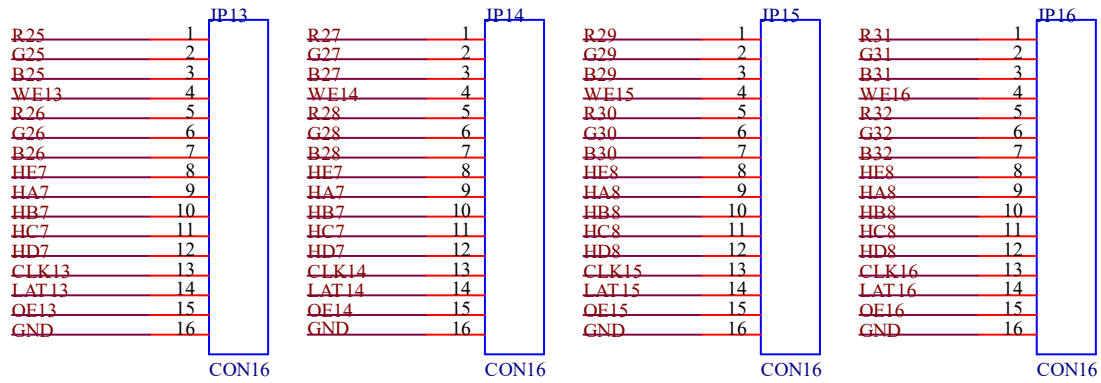 JP13 JP14 JP15 JP16
R25 1 R27 1 R29 1 R31 1
G25 2 G27 2 G29 2 G31 2
B25 3 B27 3 B29 3 B31 3
WE13 4 WE14 4 WE15 4 WE16 4
R26 5 R28 5 R30 5 R32 5
G26 6 G28 6 G30 6 G32 6
B26 7 B28 7 B30 7 B32 7
HE7 8 HE7 8 HE8 8 HE8 8
HA7 9 HA7 9 HA8 9 HA8 9
HB7 10 HB7 10 HB8 10 HB8 10
HC7 11 HC7 11 HC8 11 HC8 11
HD7 12 HD7 12 HD8 12 HD8 12
CLK13 13 CLK14 13 CLK15 13 CLK16 13
LAT13 14 LAT14 14 LAT15 14 LAT16 14
OE13 15 OE14 15 OE15 15 OE16 15
GND 16 GND 16 GND 16 GND 16
CON16 CON16 CON16 CON16